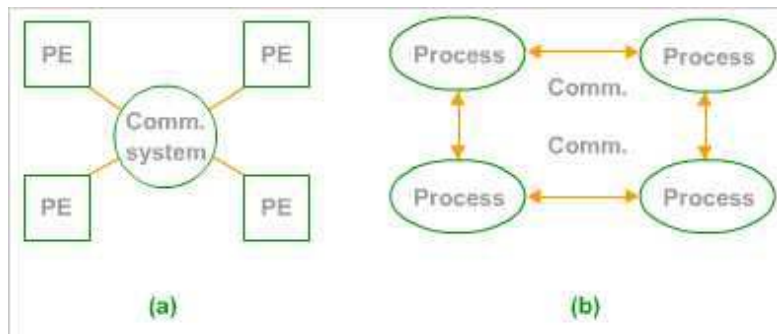 PE
PE
Comm.
system
PE
PE
(a)
Process
Process
Comm.
Comm.
Process
Process
(b)